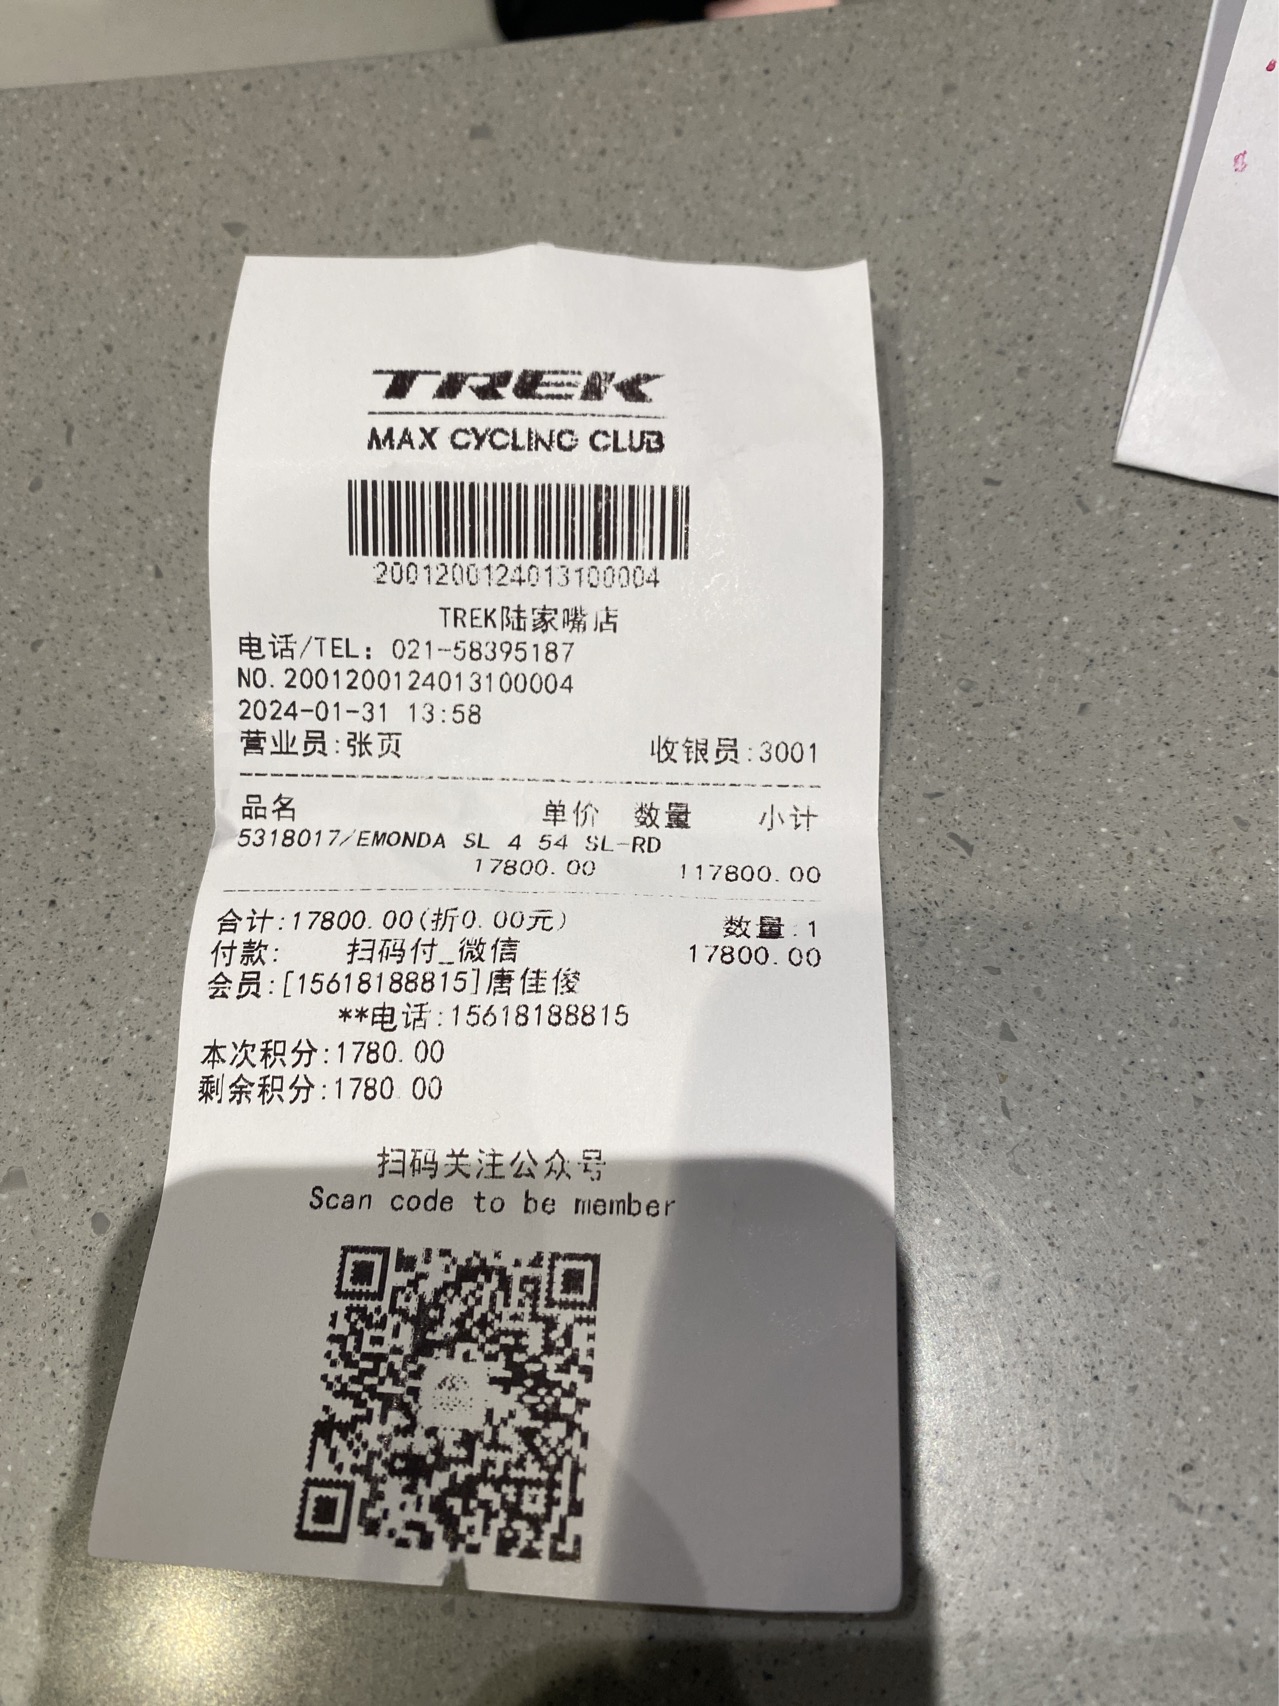 TREK
MAX CYCLING CLUB
2001200124013100004
TREK陆家嘴店
电话/TEL: 021-58395187
NO.2001200124013100004
2024-01-31 13:58
营业员:张页 收银员:3001
品名 单价 数量 小计
5318017/EMONDA SL 4 54 SL-RD
17800.00 117800.00
合计:17800.00(折0.00元) 数量:1
付款: 扫码付_微信 17800.00
会员:[15618188815]唐佳俊
**电话:15618188815
本次积分:1780.00
剩余积分:1780.00
扫码关注公众号
Scan code to be member